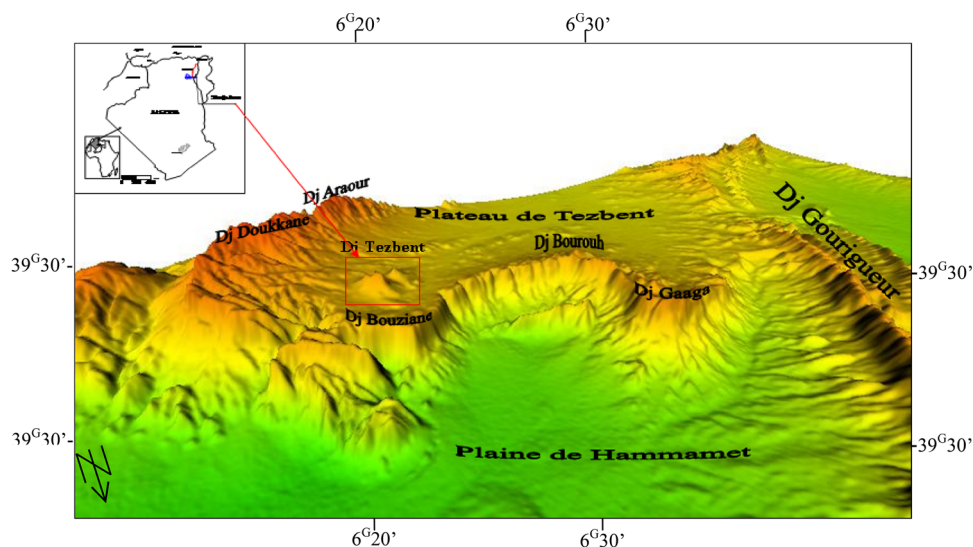 6ᴳ20’
6ᴳ30’
Dj Araour
Plateau de Tezbent
Dj Doukkane
Dj Gourigueur
Dj Tezbent
Dj Bourouh
39ᴳ30’
39ᴳ30’
Dj Gaaga
Dj Bouziane
39ᴳ30’
39ᴳ30’
Plaine de Hammamet
N
6ᴳ20’
6ᴳ30’